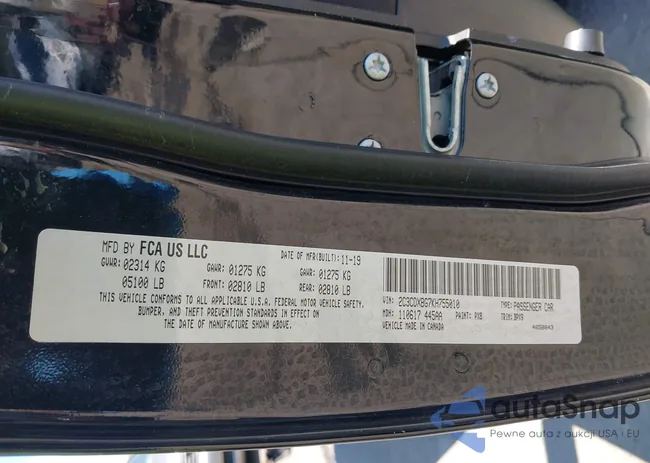 MFD BY FCA US LLC
DATE OF MFR(BUILT): 11-19
GVWR: 02314 KG GAWR: 01275 KG GAWR: 01275 KG
05100 LB FRONT: 02810 LB REAR: 02810 LB
THIS VEHICLE CONFORMS TO ALL APPLICABLE U.S.A. FEDERAL MOTOR VEHICLE SAFETY,
BUMPER, AND THEFT PREVENTION STANDARDS IN EFFECT ON
THE DATE OF MANUFACTURE SHOWN ABOVE.
VIN: 2C3CDXBG7KH755010 TYPE: PASSENGER CAR
MDH: 110617 445AA PAINT: PX8 TRIM: BPX9
VEHICLE MADE IN CANADA
autoSnap
Pewne auta z aukcji USA i EU